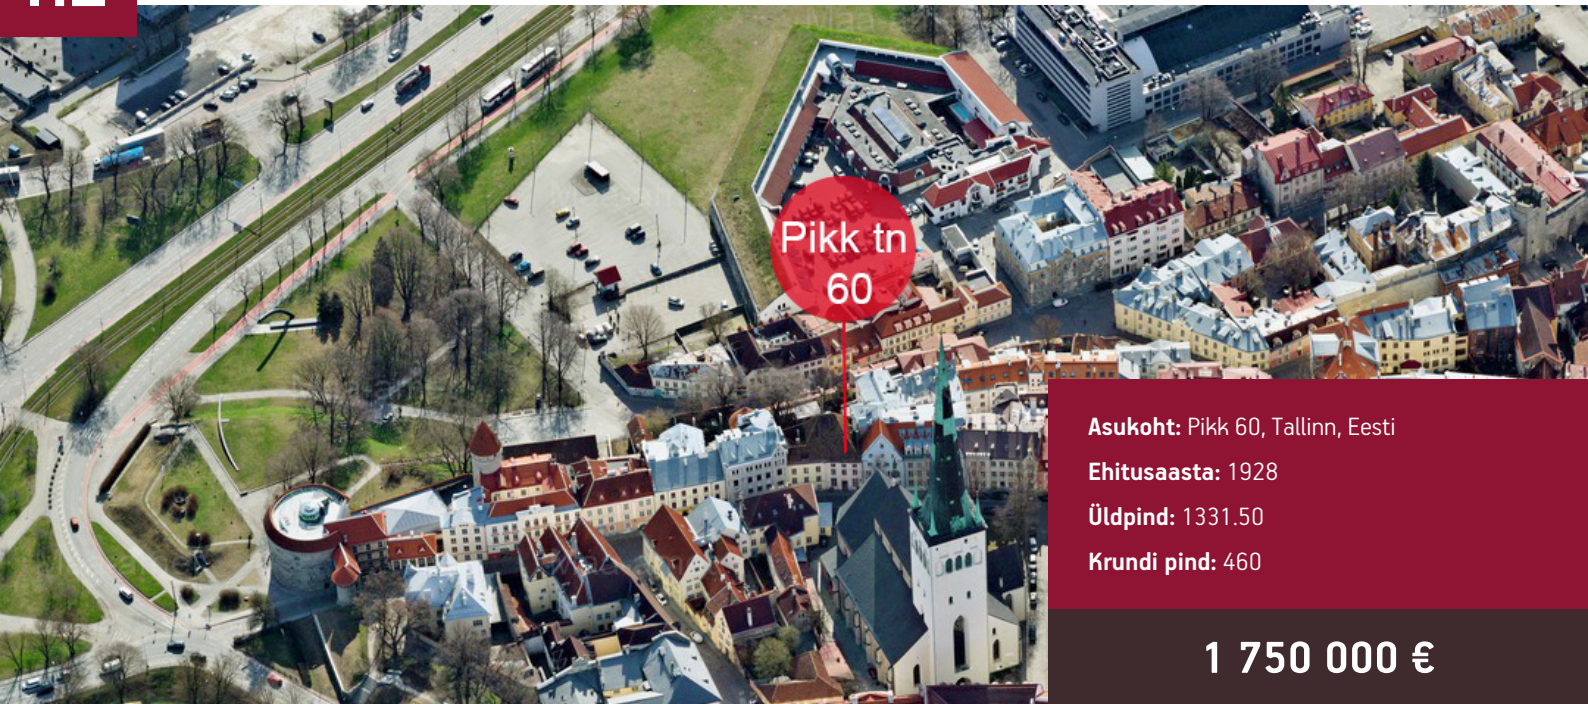 Pikk tn
60
Asukoht: Pikk 60, Tallinn, Eesti
Ehitusaasta: 1928
Üldpind: 1331.50
Krundi pind: 460
1 750 000 €